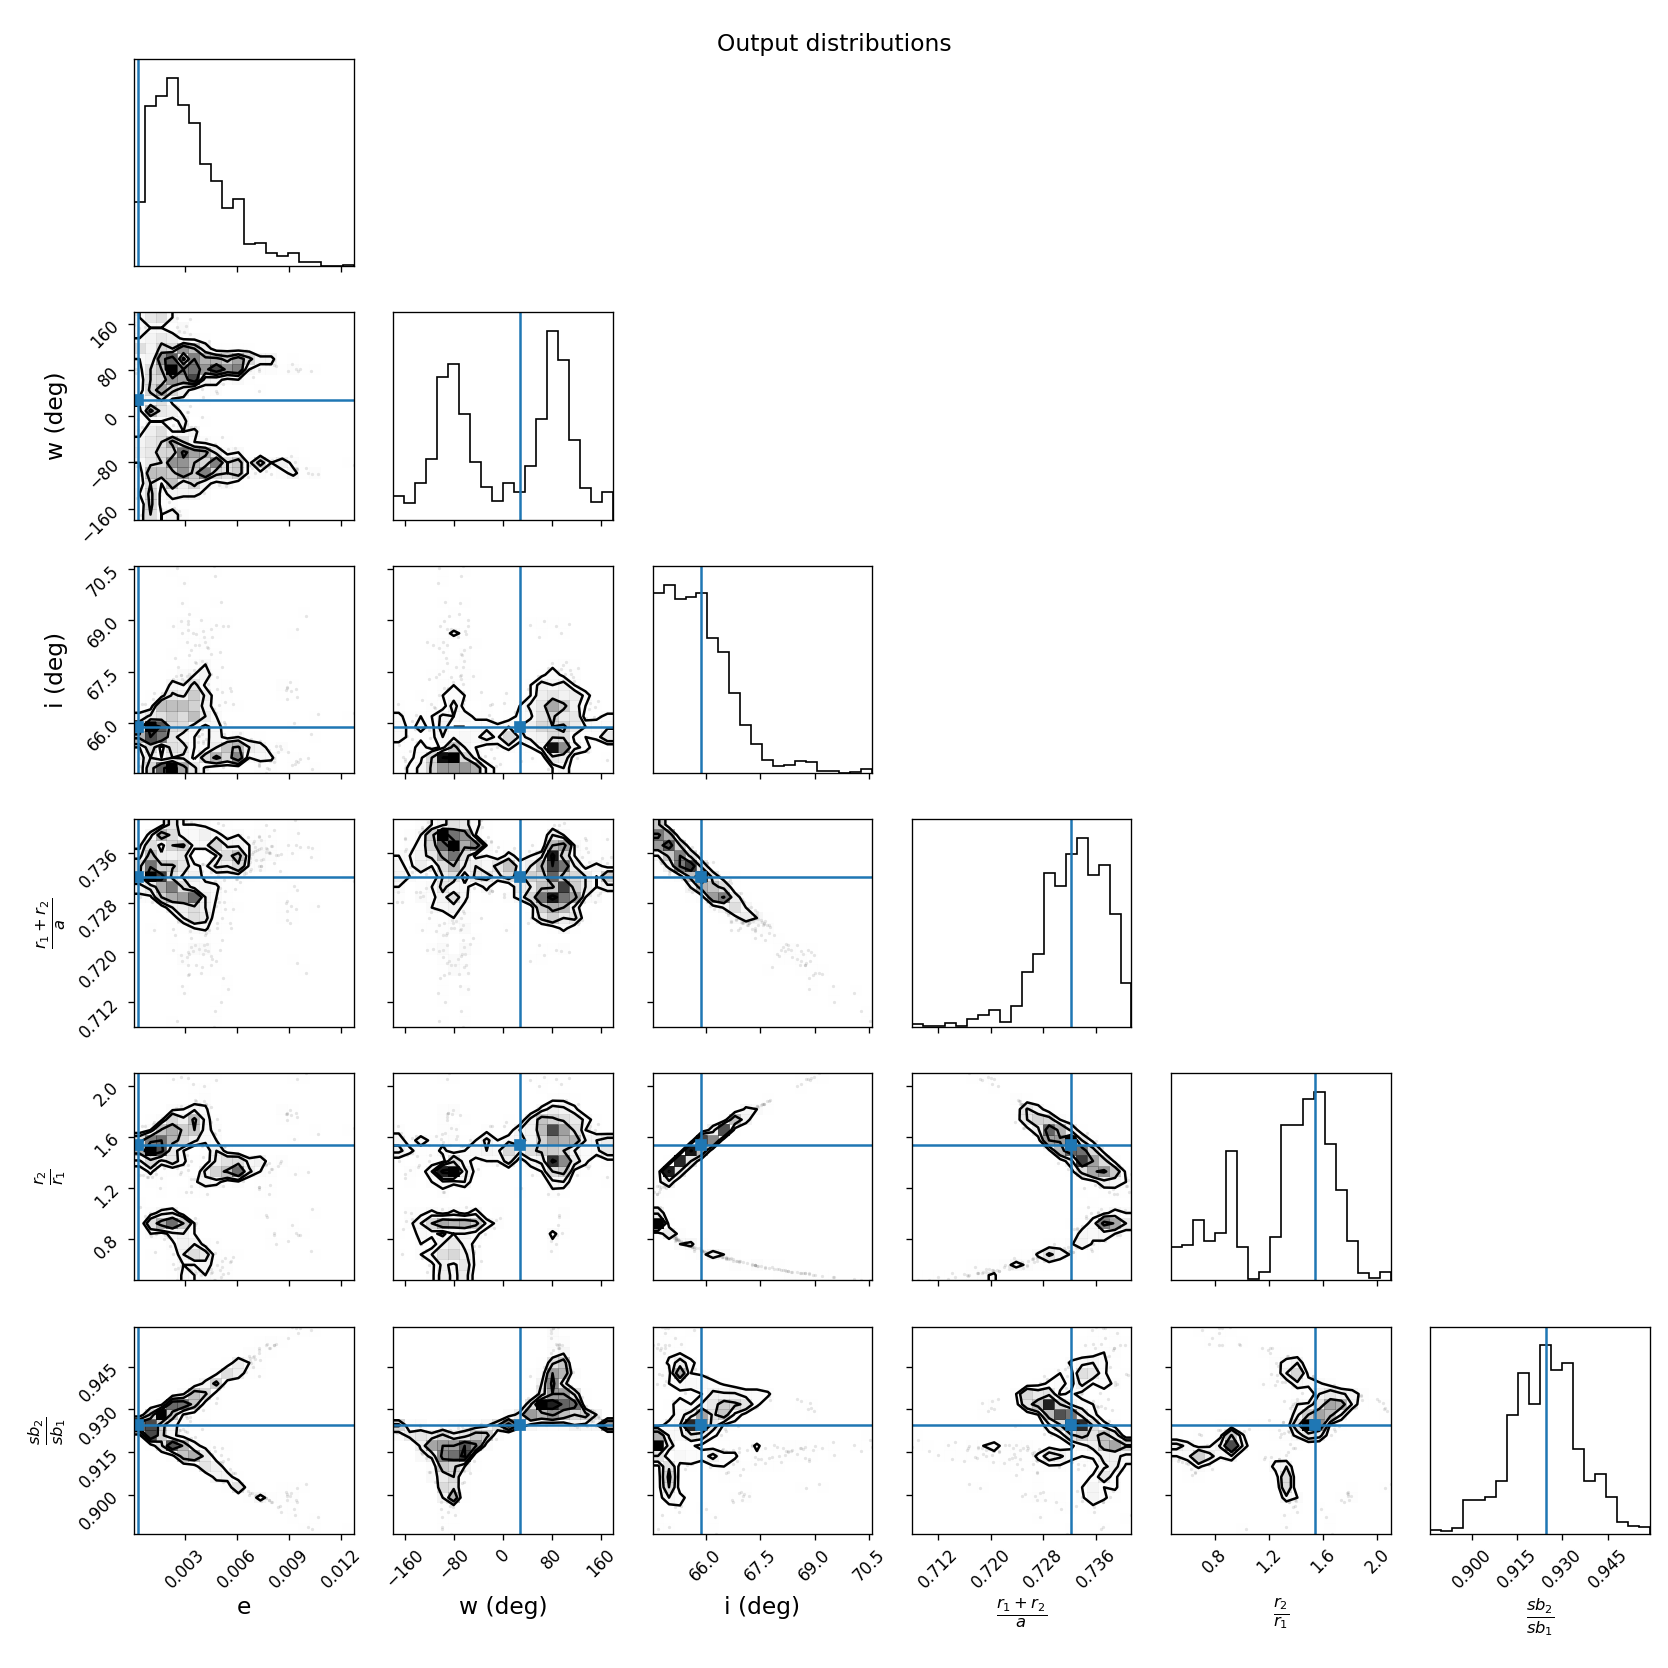 Output distributions
w (deg)
160
80
0
−80
−160
i (deg)
70.5
69.0
67.5
66.0
r1 + r2
a
0.736
0.728
0.720
0.712
r2
r1
2.0
1.6
1.2
0.8
sb2
sb1
0.945
0.930
0.915
0.900
0.003 0.006 0.009 0.012 −160 −80 0 80 160 66.0 67.5 69.0 70.5 0.712 0.720 0.728 0.736 0.8 1.2 1.6 2.0 0.900 0.915 0.930 0.945
e w (deg) i (deg) r1 + r2 r2 sb2
a r1 sb1